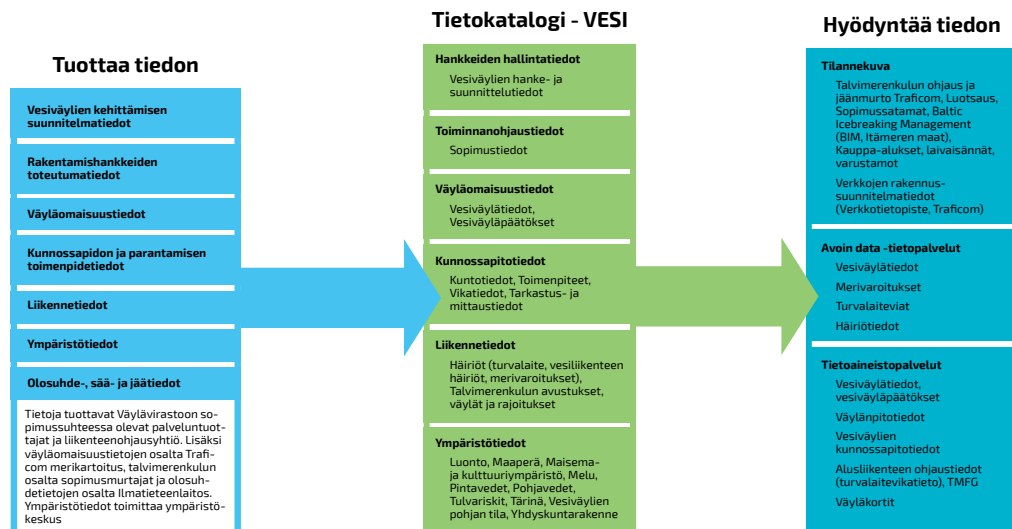 Tuottaa tiedon
Vesiväylien kehittämisen
suunnitelmatiedot
Rakentamishankkeiden
toteutumatiedot
Väyläomaisuustiedot
Kunnossapidon ja parantamisen
toimenpidetiedot
Liikennetiedot
Ympäristötiedot
Olosuhde-, sää- ja jäätiedot
Tietoja tuottavat Väylävirastoon so-
pimussuhteessa olevat palveluntuot-
tajat ja liikenteenohjausyhtiö. Lisäksi
väyläomaisuustietojen osalta Trafi-
com merikartoitus, talvimerenkulun
osalta sopimusmurtajat ja olosuh-
detietojen osalta Ilmatieteenlaitos.
Ympäristötiedot toimittaa ympäristö-
keskus
Tietokatalogi - VESI
Hankkeiden hallintatiedot
Vesiväylien hanke- ja
suunnittelutiedot
Toiminnanohjaustiedot
Sopimustiedot
Väyläomaisuustiedot
Vesiväylätiedot,
Vesiväyläpäätökset
Kunnossapitotiedot
Kuntotiedot, Toimenpiteet,
Vikatiedot, Tarkastus- ja
mittaustiedot
Liikennetiedot
Häiriöt (turvalaite, vesiliikenteen
häiriöt, merivaroitukset),
Talvimerenkulun avustukset,
väylät ja rajoitukset
Ympäristötiedot
Luonto, Maaperä, Maisema-
ja kulttuuriympäristö, Melu,
Pintavedet, Pohjavedet,
Tulvariskit, Tärinä, Vesiväylien
pohjan tila, Yhdyskuntarakenne
Hyödyntää tiedon
Tilannekuva
Talvimerenkulun ohjaus ja
jäänmurto Traficom, Luotsaus,
Sopimussatamat, Baltic
Icebreaking Management
(BIM, Itämeren maat),
Kauppa-alukset, laivaisännät,
varustamot
Verkkojen rakennus-
suunnitelmatiedot
(Verkkotietopiste, Traficom)
Avoin data -tietopalvelut
Vesiväylätiedot
Merivaroitukset
Turvalaiteviat
Häiriötiedot
Tietoaineistopalvelut
Vesiväylätiedot,
vesiväyläpäätökset
Väylänpitotiedot
Vesiväylien
kunnossapitotiedot
Alusliikenteen ohjaustiedot
(turvalaitevikatieto), TMFG
Väyläkortit